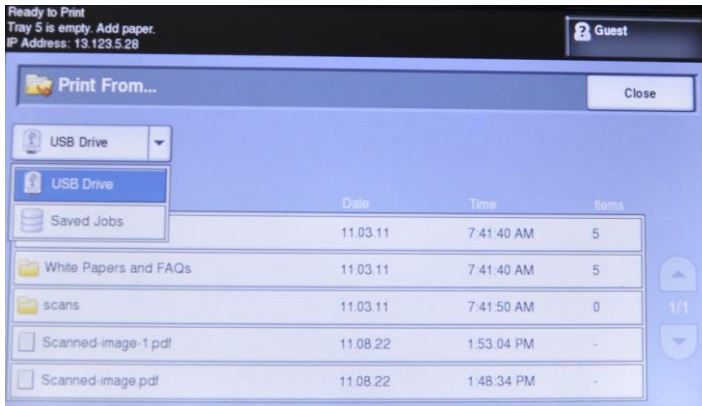 Ready to Print
Tray 5 is empty. Add paper.
IP Address: 13.123.5.28
Guest
Print From...
Close
USB Drive
USB Drive
Saved Jobs
Date Time Items
11.03.11 7:41:40 AM 5
White Papers and FAQs 11.03.11 7:41:40 AM 5
scans 11.03.11 7:41:50 AM 0
1/1
Scanned-image-1.pdf 11.08.22 1:53:04 PM -
Scanned-image.pdf 11.08.22 1:48:34 PM -